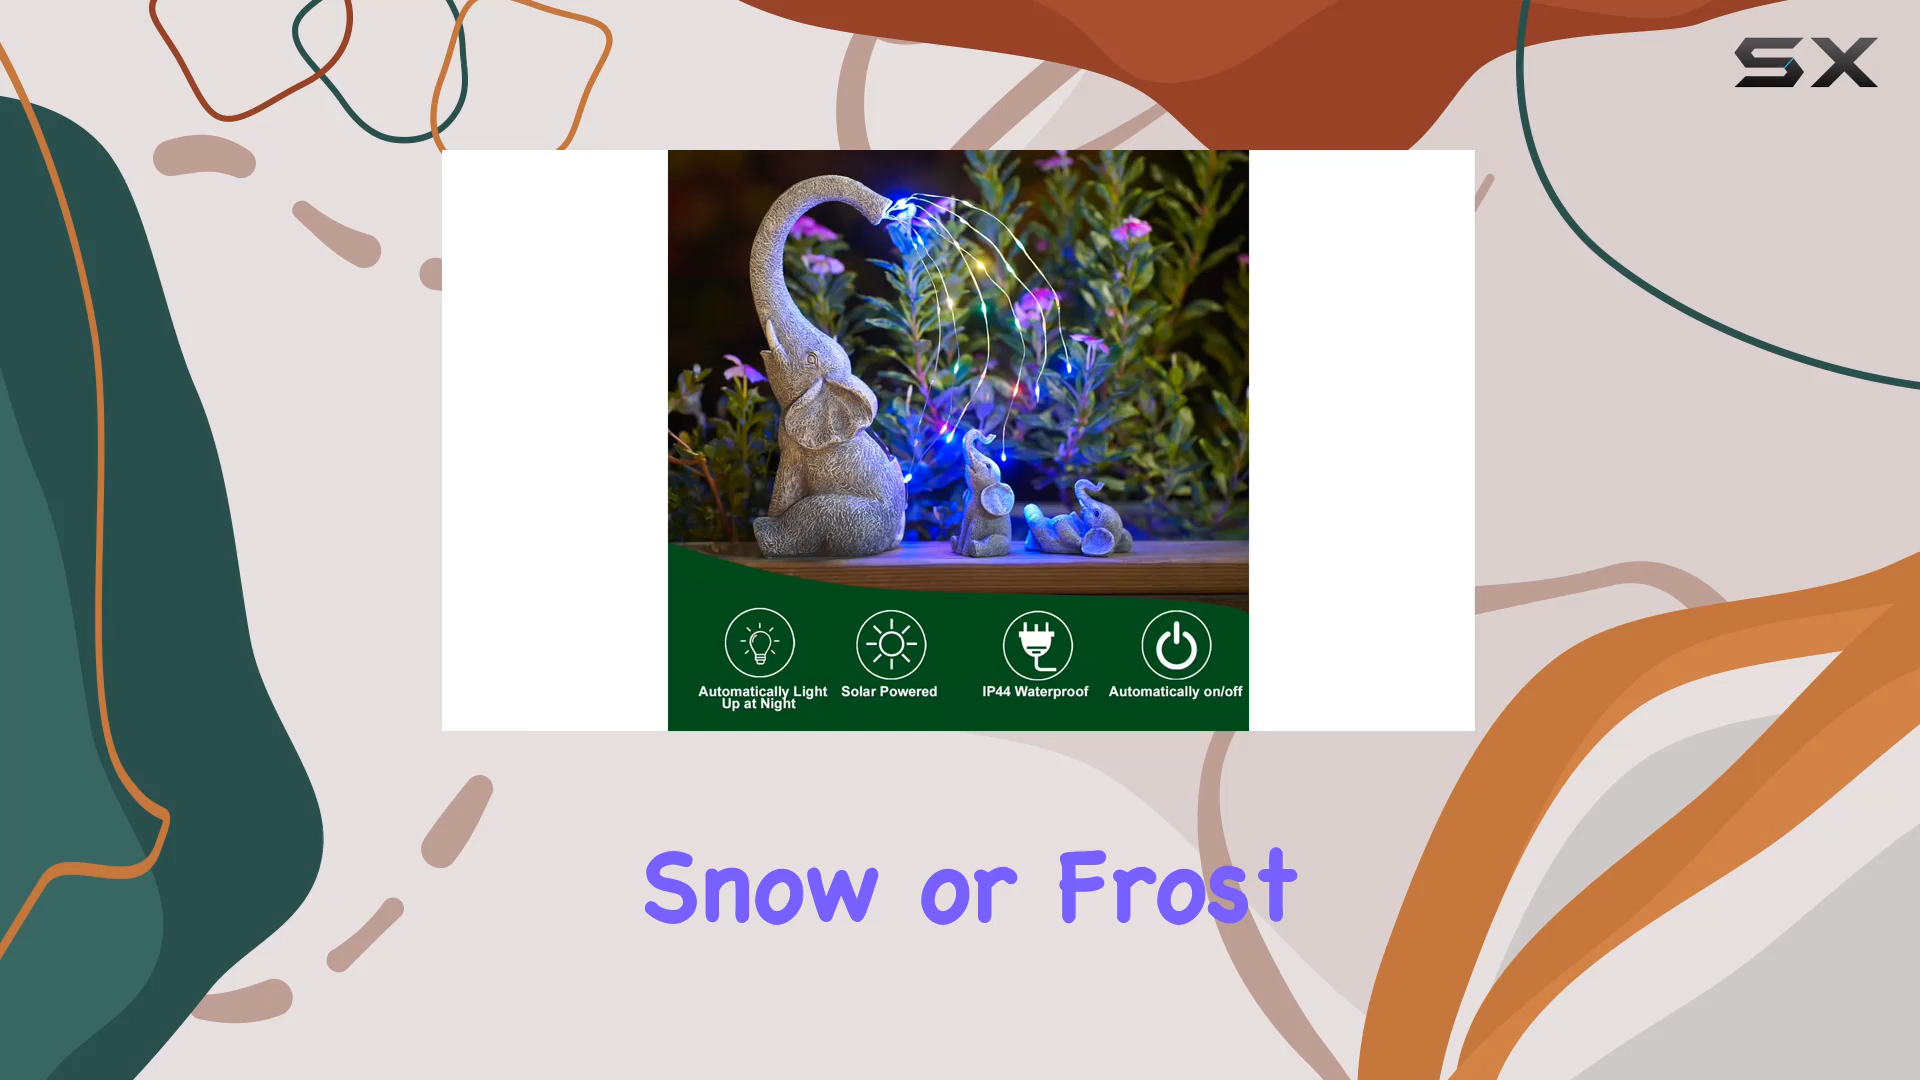 SX
Automatically Light
Up at Night
Solar Powered
IP44 Waterproof
Automatically on/off
Snow or Frost